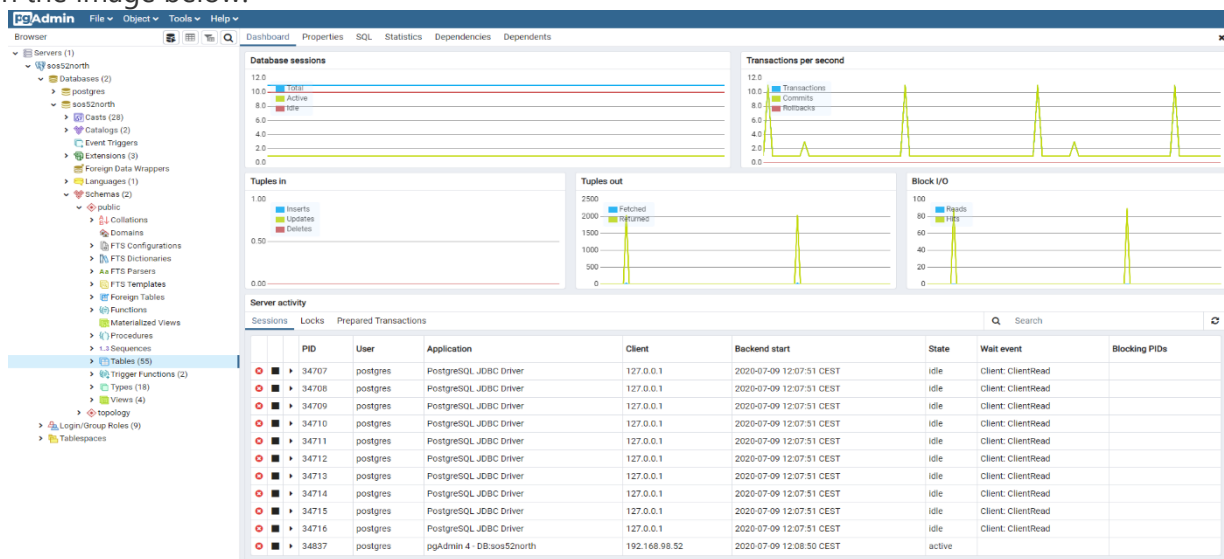 n the image below.
pgAdmin File Object Tools Help
Browser
Dashboard Properties SQL Statistics Dependencies Dependents
Servers (1)
sos52north
Databases (2)
postgres
sos52north
Casts (28)
Catalogs (2)
Event Triggers
Extensions (3)
Foreign Data Wrappers
Languages (1)
Schemas (2)
public
Collations
Domains
FTS Configurations
FTS Dictionaries
FTS Parsers
FTS Templates
Foreign Tables
Functions
Materialized Views
Procedures
Sequences
Tables (55)
Trigger Functions (2)
Types (18)
Views (4)
topology
Login/Group Roles (9)
Tablespaces
Database sessions
12.0
10.0
8.0
6.0
4.0
2.0
0.0
Total
Active
Idle
Transactions per second
12.0
10.0
8.0
6.0
4.0
2.0
0.0
Transactions
Commits
Rollbacks
Tuples in
1.00
0.50
0.00
Inserts
Updates
Deletes
Tuples out
2500
2000
1500
1000
500
0
Fetched
Returned
Block I/O
100
80
60
40
20
0
Reads
Hits
Server activity
Sessions Locks Prepared Transactions
Search
PID User Application Client Backend start State Wait event Blocking PIDs
34707 postgres PostgreSQL JDBC Driver 127.0.0.1 2020-07-09 12:07:51 CEST idle Client: ClientRead
34708 postgres PostgreSQL JDBC Driver 127.0.0.1 2020-07-09 12:07:51 CEST idle Client: ClientRead
34709 postgres PostgreSQL JDBC Driver 127.0.0.1 2020-07-09 12:07:51 CEST idle Client: ClientRead
34710 postgres PostgreSQL JDBC Driver 127.0.0.1 2020-07-09 12:07:51 CEST idle Client: ClientRead
34711 postgres PostgreSQL JDBC Driver 127.0.0.1 2020-07-09 12:07:51 CEST idle Client: ClientRead
34712 postgres PostgreSQL JDBC Driver 127.0.0.1 2020-07-09 12:07:51 CEST idle Client: ClientRead
34713 postgres PostgreSQL JDBC Driver 127.0.0.1 2020-07-09 12:07:51 CEST idle Client: ClientRead
34714 postgres PostgreSQL JDBC Driver 127.0.0.1 2020-07-09 12:07:51 CEST idle Client: ClientRead
34715 postgres PostgreSQL JDBC Driver 127.0.0.1 2020-07-09 12:07:51 CEST idle Client: ClientRead
34716 postgres PostgreSQL JDBC Driver 127.0.0.1 2020-07-09 12:07:51 CEST idle Client: ClientRead
34837 postgres pgAdmin 4 - DB:sos52north 192.168.98.52 2020-07-09 12:08:50 CEST active